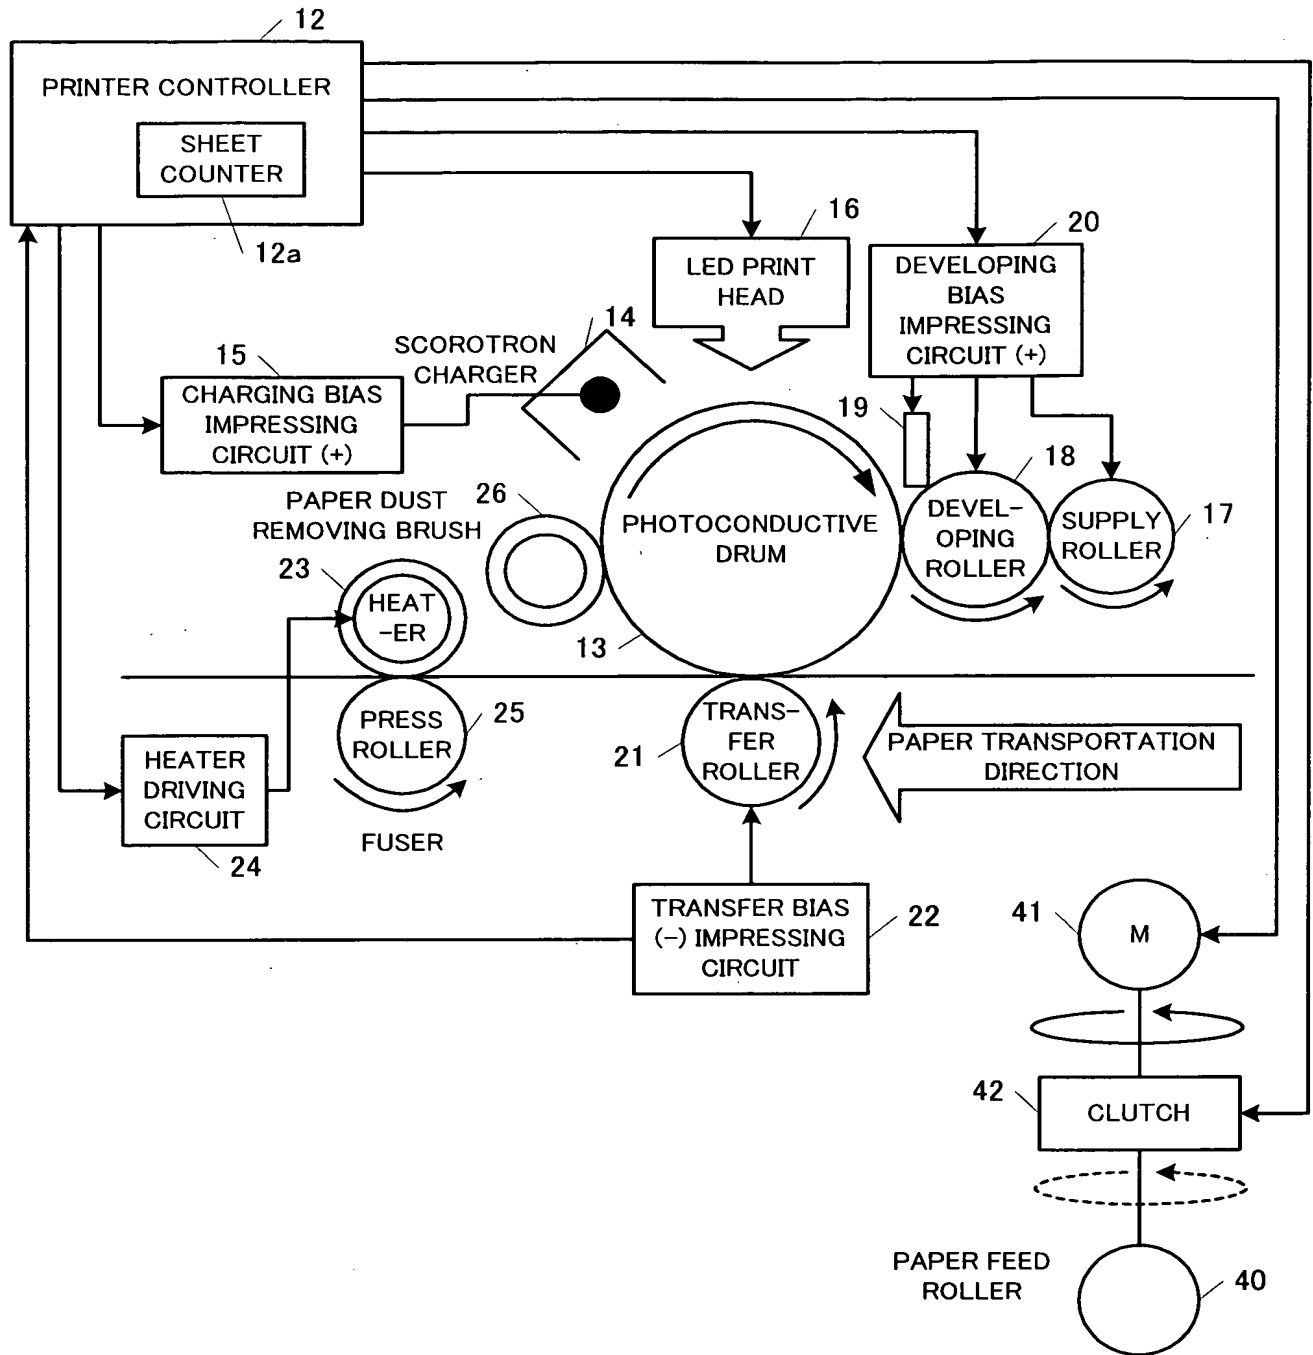 12
PRINTER CONTROLLER
SHEET
COUNTER
12a
16
LED PRINT
HEAD
20
DEVELOPING
BIAS
IMPRESSING
CIRCUIT (+)
14
SCOROTRON
CHARGER
15
CHARGING BIAS
IMPRESSING
CIRCUIT (+)
19
18
DEVEL-
OPING
ROLLER
SUPPLY
ROLLER
17
PHOTOCONDUCTIVE
DRUM
13
PAPER DUST
REMOVING BRUSH
26
23
HEAT
-ER
PRESS
ROLLER
25
FUSER
HEATER
DRIVING
CIRCUIT
24
TRANS-
FER
ROLLER
21
PAPER TRANSPORTATION
DIRECTION
TRANSFER BIAS
(-) IMPRESSING
CIRCUIT
22
41
M
42
CLUTCH
PAPER FEED
ROLLER
40